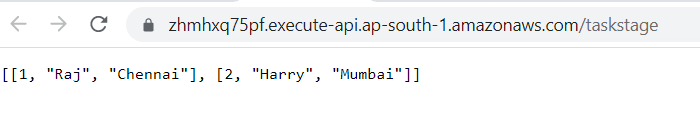 zhmhxq75pf.execute-api.ap-south-1.amazonaws.com/taskstage
[[1, "Raj", "Chennai"], [2, "Harry", "Mumbai"]]